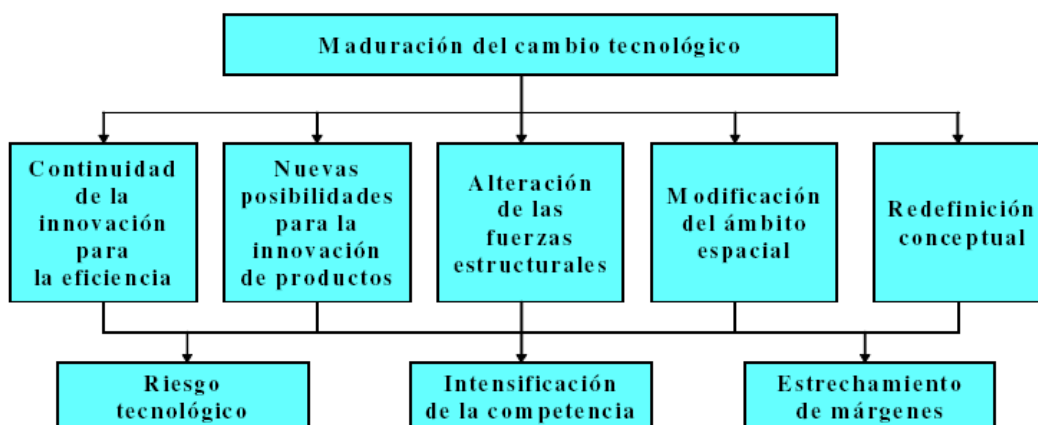 Maduración del cambio tecnológico
Continuidad
de la
innovación
para
la eficiencia
Nuevas
posibilidades
para la
innovación
de productos
Alteración
de las
fuerzas
estructurales
Modificación
del ámbito
espacial
Redefinición
conceptual
Riesgo
tecnológico
Intensificación
de la competencia
Estrechamiento
de márgenes